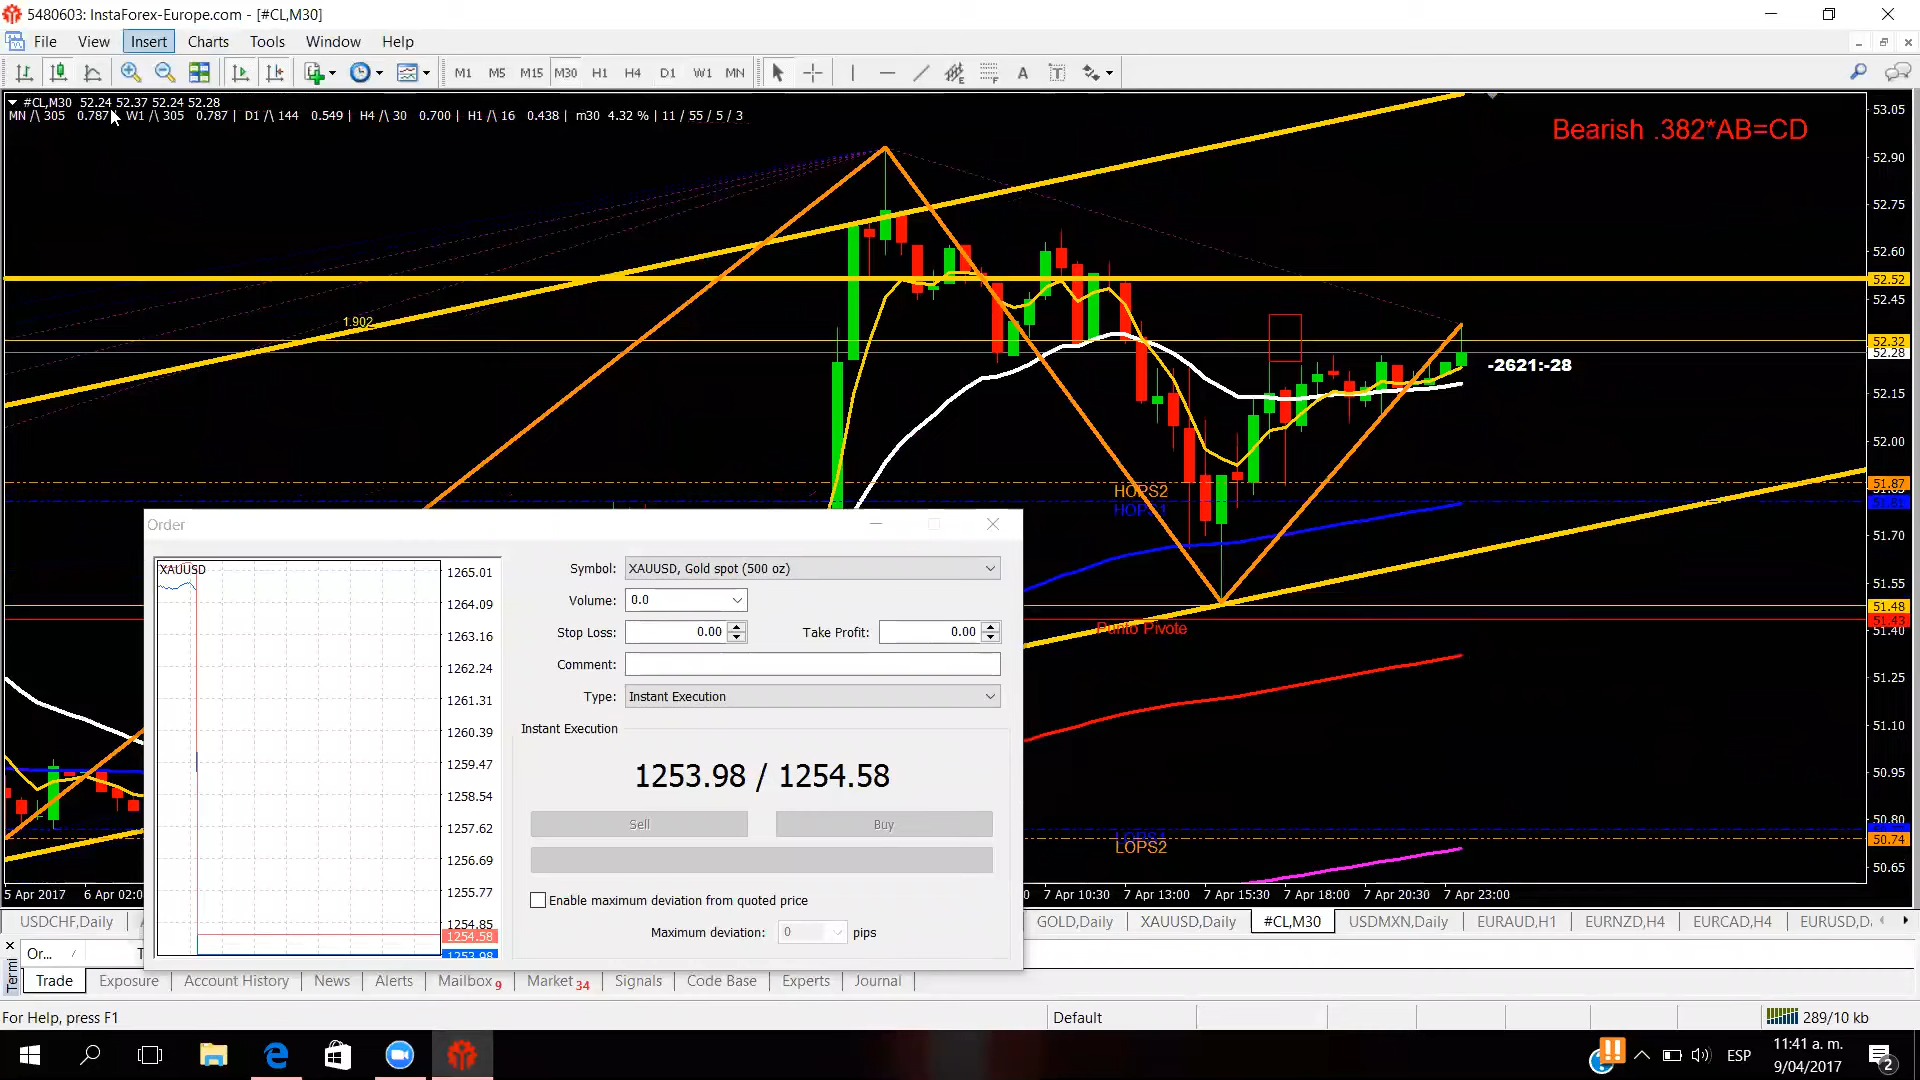 5480603: InstaForex-Europe.com - [#CL,M30]
File View Insert Charts Tools Window Help
M1 M5 M15 M30 H1 H4 D1 W1 MN
#CL,M30 52.24 52.37 52.24 52.28
MN /\ 305 0.787 W1 /\ 305 0.787 | D1 /\ 144 0.549 | H4 /\ 30 0.700 | H1 /\ 16 0.438 | m30 4.32 % | 11 / 55 / 5 / 3
Bearish .382*AB=CD
53.05
52.90
52.75
52.60
52.52
52.45
1.902
52.32
52.28
-2621:-28
52.15
52.00
HOPS2
51.87
HOPS1
51.70
51.55
51.48
51.43
Punto Pivote
51.40
51.25
51.10
50.95
50.80
LOPS2
50.74
50.65
Order
XAUUSD
1265.01
1264.09
1263.16
1262.24
1261.31
1260.39
1259.47
1258.54
1257.62
1256.69
1255.77
1254.85
1254.58
1253.98
Symbol: XAUUSD, Gold spot (500 oz)
Volume: 0.0
Stop Loss: 0.00 Take Profit: 0.00
Comment:
Type: Instant Execution
Instant Execution
1253.98 / 1254.58
Sell Buy
Enable maximum deviation from quoted price
Maximum deviation: 0 pips
5 Apr 2017 6 Apr 02:0 7 Apr 10:30 7 Apr 13:00 7 Apr 15:30 7 Apr 18:00 7 Apr 20:30 7 Apr 23:00
USDCHF,Daily GOLD,Daily XAUUSD,Daily #CL,M30 USDMXN,Daily EURAUD,H1 EURNZD,H4 EURCAD,H4 EURUSD,D
Or... / T
Termi
Trade Exposure Account History News Alerts Mailbox 9 Market 34 Signals Code Base Experts Journal
For Help, press F1 Default 289/10 kb
ESP
11:41 a. m.
9/04/2017
2